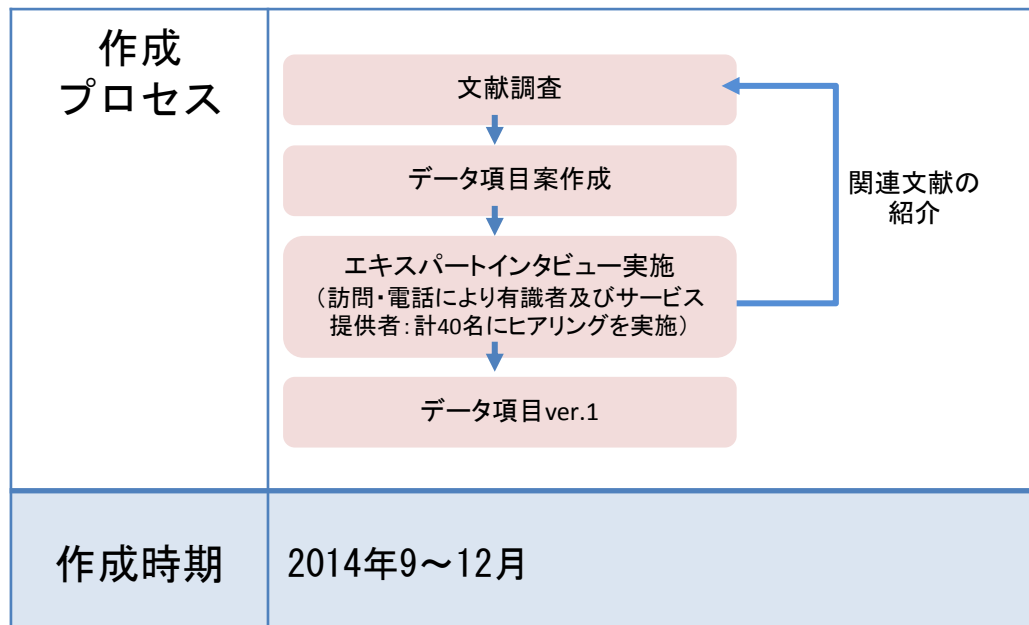 作成
プロセス
文献調査
データ項目案作成
エキスパートインタビュー実施
（訪問・電話により有識者及びサービス
提供者：計40名にヒアリングを実施）
データ項目ver.1
関連文献の
紹介
作成時期
2014年9～12月